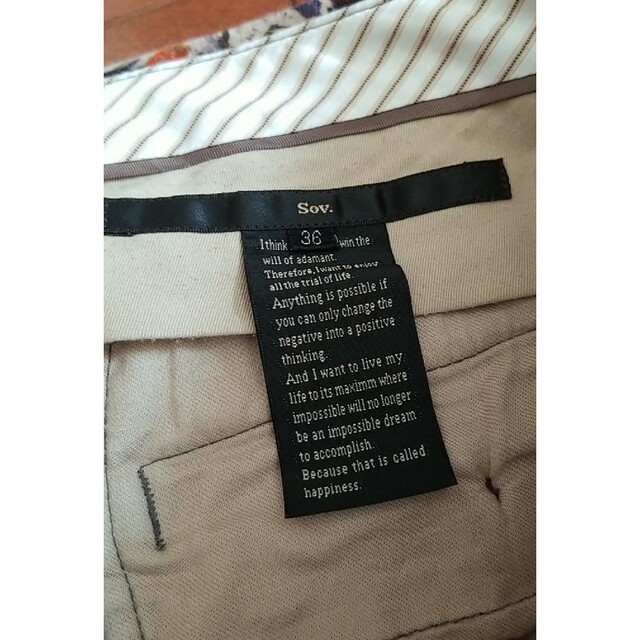 Sov.
36
I think win the
will of adamant.
Therefore, I want to enjoy
all the trial of life.
Anything is possible if
you can only change the
negative into a positive
thinking.
And I want to live my
life to its maximm where
impossible will no longer
be an impossible dream
to accomplish.
Because that is called
happiness.